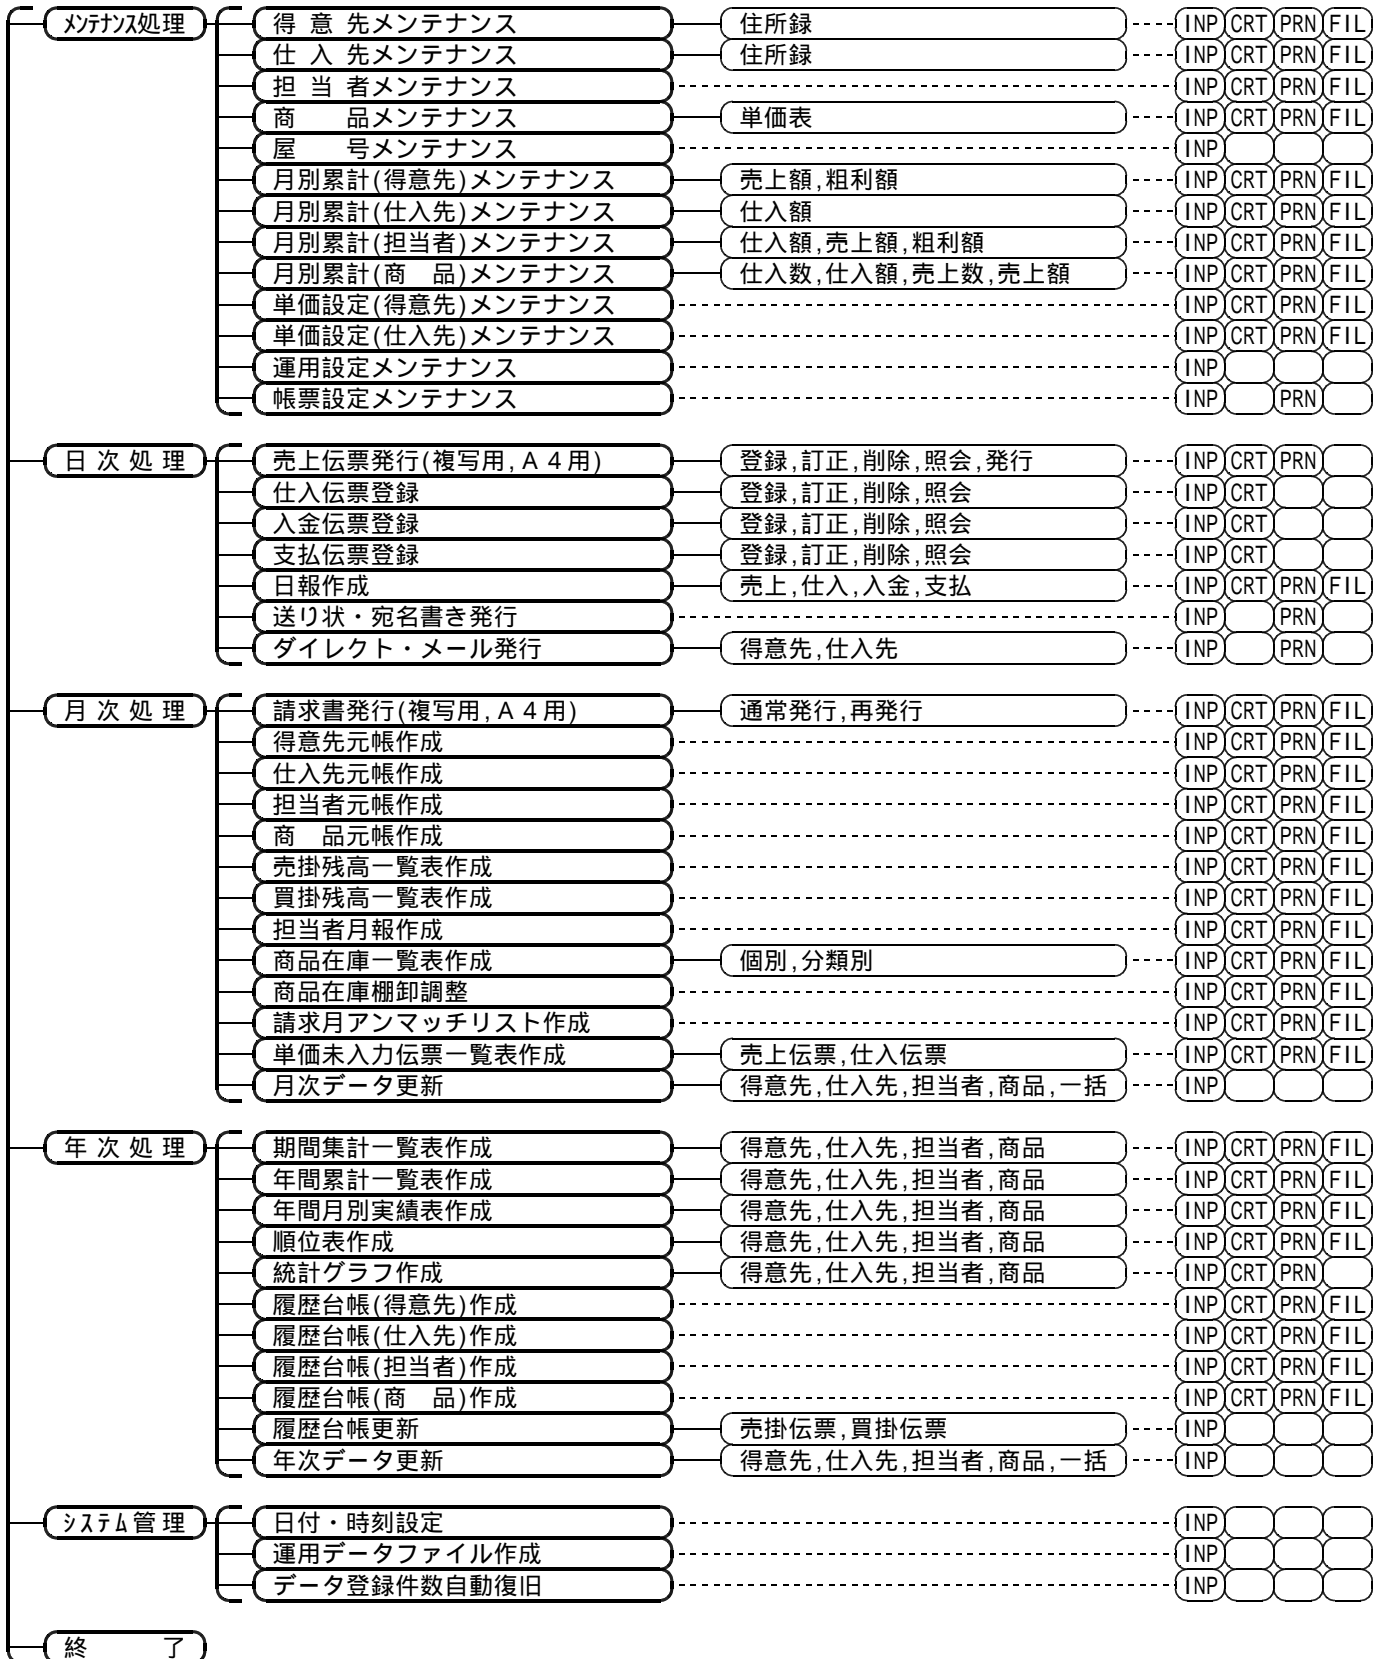 メンテナンス処理 得 意 先メンテナンス 住所録 INP CRT PRN FIL
仕 入 先メンテナンス 住所録 INP CRT PRN FIL
担 当 者メンテナンス INP CRT PRN FIL
商　　品メンテナンス 単価表 INP CRT PRN FIL
屋　　号メンテナンス INP
月別累計(得意先)メンテナンス 売上額,粗利額 INP CRT PRN FIL
月別累計(仕入先)メンテナンス 仕入額 INP CRT PRN FIL
月別累計(担当者)メンテナンス 仕入額,売上額,粗利額 INP CRT PRN FIL
月別累計(商　品)メンテナンス 仕入数,仕入額,売上数,売上額 INP CRT PRN FIL
単価設定(得意先)メンテナンス INP CRT PRN FIL
単価設定(仕入先)メンテナンス INP CRT PRN FIL
運用設定メンテナンス INP
帳票設定メンテナンス INP PRN
日 次 処 理 売上伝票発行(複写用,Ａ４用) 登録,訂正,削除,照会,発行 INP CRT PRN
仕入伝票登録 登録,訂正,削除,照会 INP CRT
入金伝票登録 登録,訂正,削除,照会 INP CRT
支払伝票登録 登録,訂正,削除,照会 INP CRT
日報作成 売上,仕入,入金,支払 INP CRT PRN FIL
送り状・宛名書き発行 INP PRN
ダイレクト・メール発行 得意先,仕入先 INP PRN
月 次 処 理 請求書発行(複写用,Ａ４用) 通常発行,再発行 INP CRT PRN FIL
得意先元帳作成 INP CRT PRN FIL
仕入先元帳作成 INP CRT PRN FIL
担当者元帳作成 INP CRT PRN FIL
商　品元帳作成 INP CRT PRN FIL
売掛残高一覧表作成 INP CRT PRN FIL
買掛残高一覧表作成 INP CRT PRN FIL
担当者月報作成 INP CRT PRN FIL
商品在庫一覧表作成 個別,分類別 INP CRT PRN FIL
商品在庫棚卸調整 INP CRT PRN FIL
請求月アンマッチリスト作成 INP CRT PRN FIL
単価未入力伝票一覧表作成 売上伝票,仕入伝票 INP CRT PRN FIL
月次データ更新 得意先,仕入先,担当者,商品,一括 INP
年 次 処 理 期間集計一覧表作成 得意先,仕入先,担当者,商品 INP CRT PRN FIL
年間累計一覧表作成 得意先,仕入先,担当者,商品 INP CRT PRN FIL
年間月別実績表作成 得意先,仕入先,担当者,商品 INP CRT PRN FIL
順位表作成 得意先,仕入先,担当者,商品 INP CRT PRN FIL
統計グラフ作成 得意先,仕入先,担当者,商品 INP CRT PRN
履歴台帳(得意先)作成 INP CRT PRN FIL
履歴台帳(仕入先)作成 INP CRT PRN FIL
履歴台帳(担当者)作成 INP CRT PRN FIL
履歴台帳(商　品)作成 INP CRT PRN FIL
履歴台帳更新 売掛伝票,買掛伝票 INP
年次データ更新 得意先,仕入先,担当者,商品,一括 INP
ｼｽﾃﾑ管理 日付・時刻設定 INP
運用データファイル作成 INP
データ登録件数自動復旧 INP
終　　　了